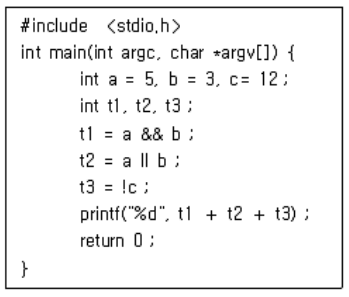 #include <stdio.h>
int main(int argc, char *argv[]) {
int a = 5, b = 3, c= 12 ;
int t1, t2, t3 ;
t1 = a && b ;
t2 = a || b ;
t3 = !c ;
printf("%d", t1 + t2 + t3) ;
return 0 ;
}